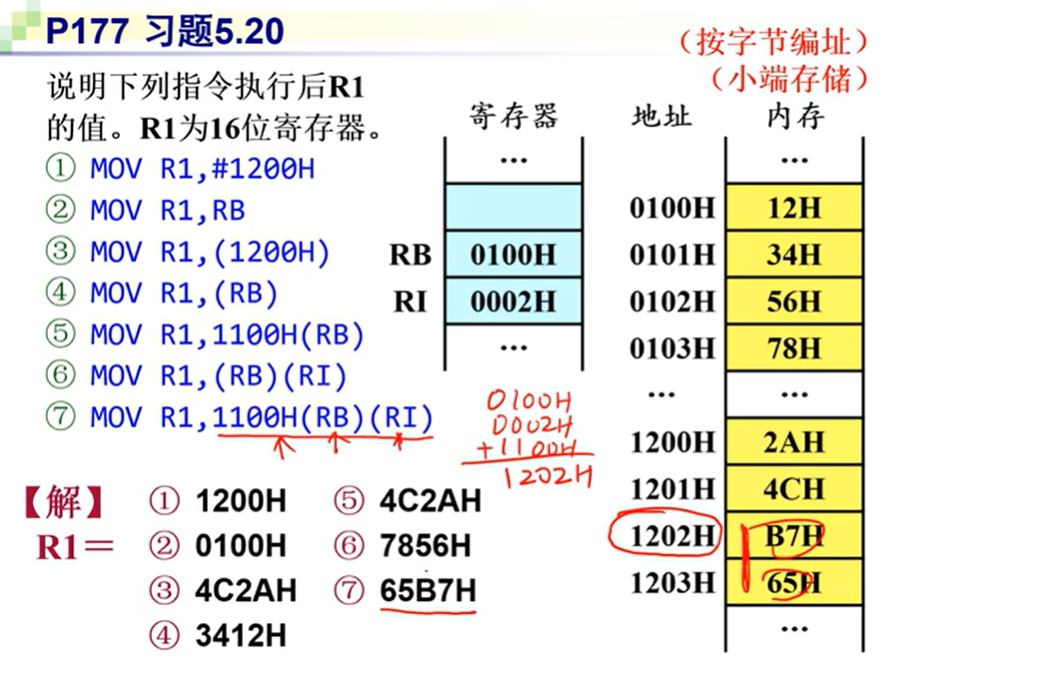 P177 习题5.20
（按字节编址）
（小端存储）
说明下列指令执行后R1
的值。R1为16位寄存器。
① MOV R1,#1200H
② MOV R1,RB
③ MOV R1,(1200H)
④ MOV R1,(RB)
⑤ MOV R1,1100H(RB)
⑥ MOV R1,(RB)(RI)
⑦ MOV R1,1100H(RB)(RI)
寄存器
...
RB 0100H
RI 0002H
...
0100H
0002H
+1100H
1202H
地址 内存
...
0100H 12H
0101H 34H
0102H 56H
0103H 78H
... ...
1200H 2AH
1201H 4CH
1202H B7H
1203H 65H
...
【解】
R1＝
① 1200H
② 0100H
③ 4C2AH
④ 3412H
⑤ 4C2AH
⑥ 7856H
⑦ 65B7H